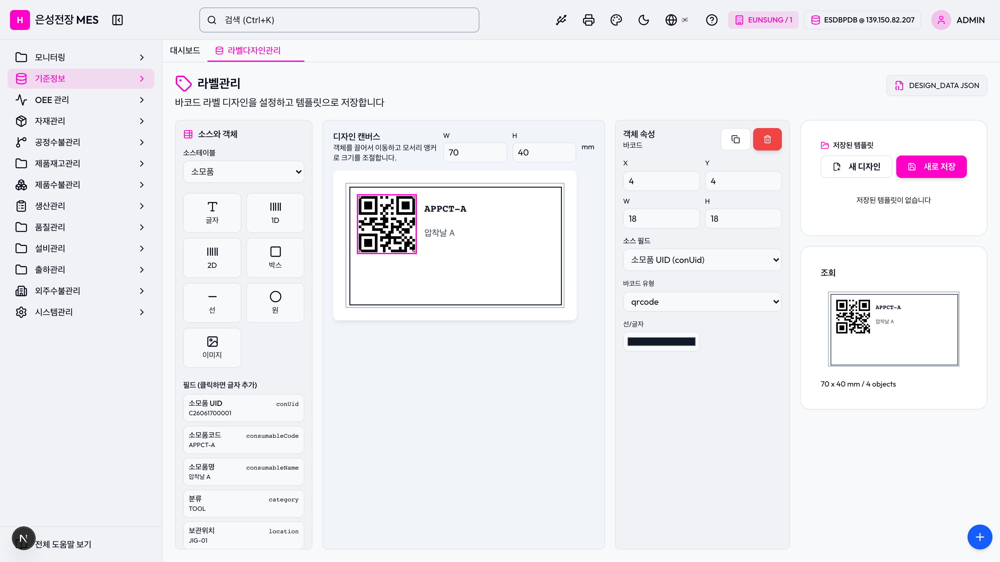 H 은성전장 MES
검색 (Ctrl+K)
EUNSUNG / 1
ESDBPDB @ 139.150.82.207
ADMIN
모니터링
기준정보
OEE 관리
자재관리
공정수불관리
제품재고관리
제품수불관리
생산관리
품질관리
설비관리
출하관리
외주수불관리
시스템관리
N 전체 도움말 보기
대시보드
라벨디자인관리
라벨관리
바코드 라벨 디자인을 설정하고 템플릿으로 저장합니다
DESIGN_DATA JSON
소스와 객체
소스테이블
소모품
글자
1D
2D
박스
선
원
이미지
필드 (클릭하면 글자 추가)
소모품 UID conUid
C26061700001
소모품코드 consumableCode
APPCT-A
소모품명 consumableName
압착날 A
분류 category
TOOL
보관위치 location
JIG-01
디자인 캔버스
객체를 끌어서 이동하고 모서리 앵커
로 크기를 조절합니다.
W
70
H
40
mm
APPCT-A
압착날 A
객체 속성
바코드
X
4
Y
4
W
18
H
18
소스 필드
소모품 UID (conUid)
바코드 유형
qrcode
선/글자
저장된 템플릿
새 디자인
새로 저장
저장된 템플릿이 없습니다
조회
APPCT-A
압착날 A
70 x 40 mm / 4 objects